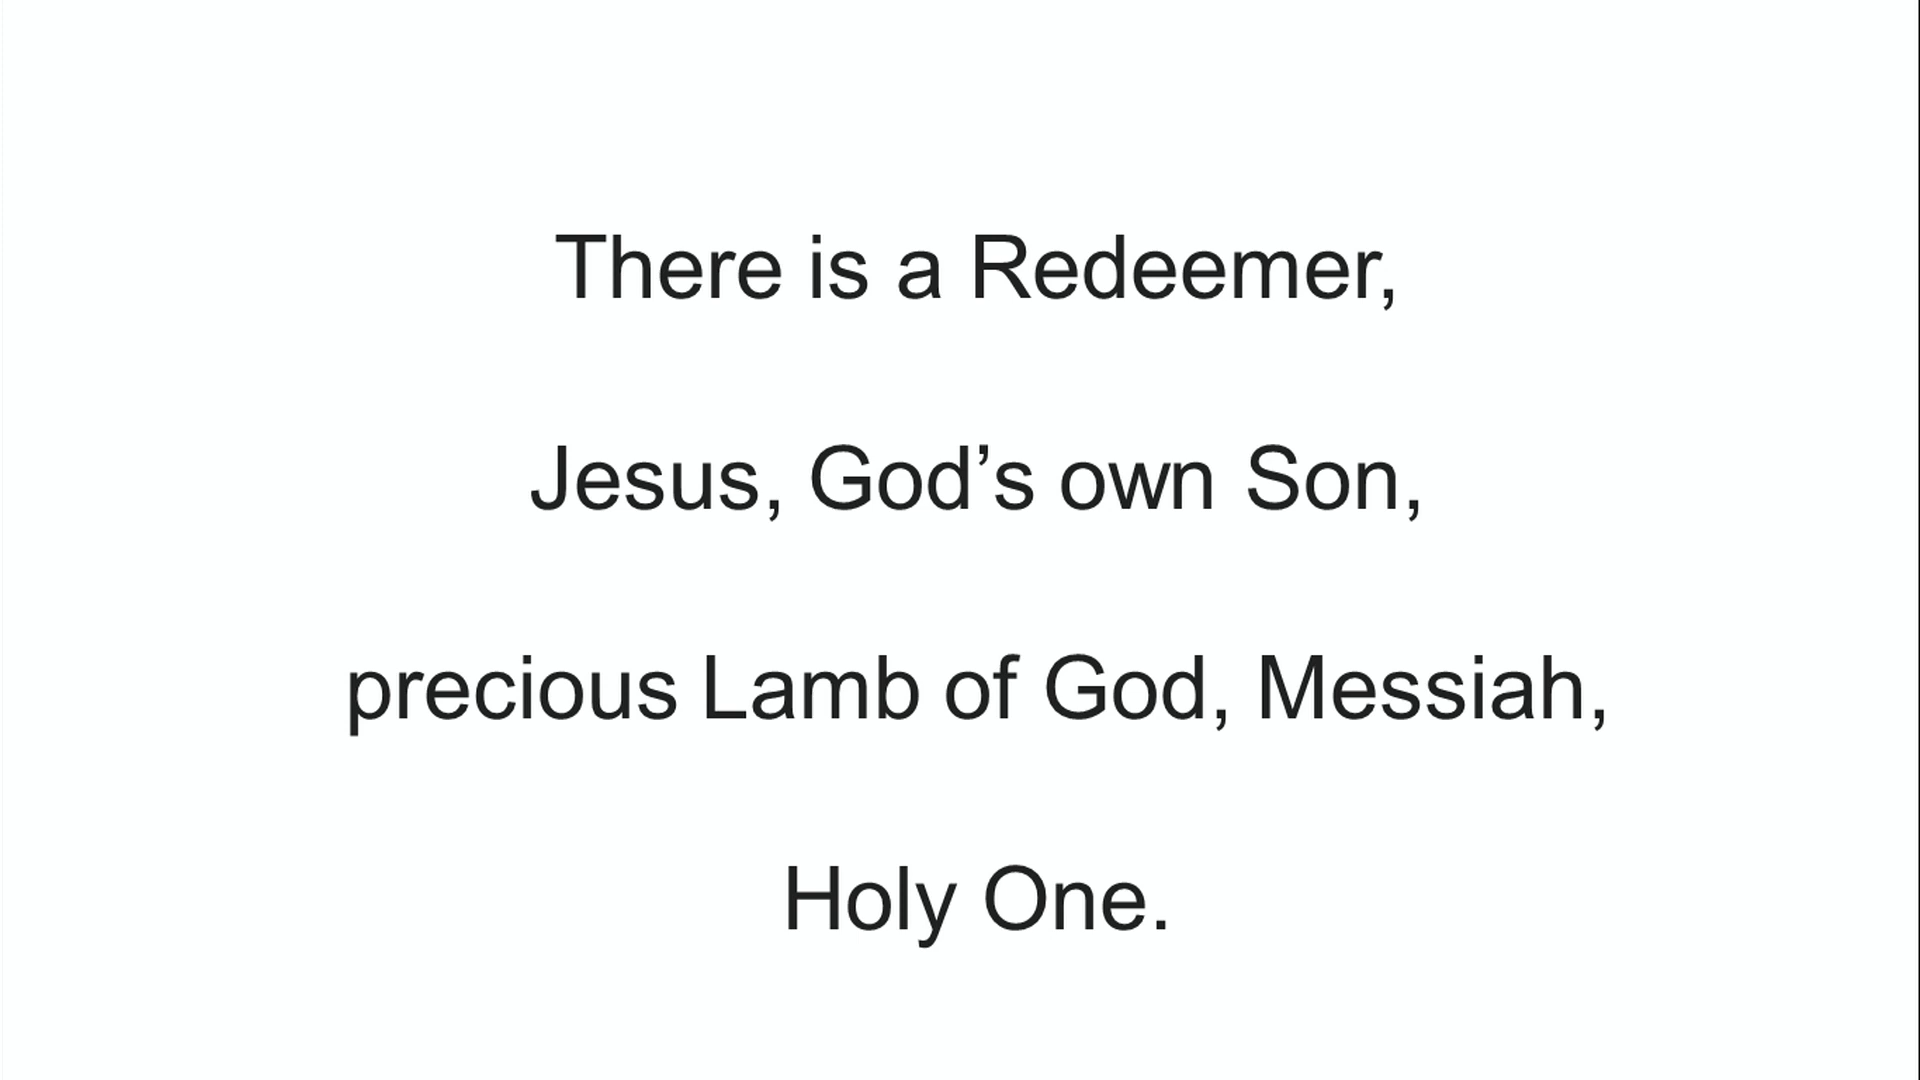 There is a Redeemer,
Jesus, God’s own Son,
precious Lamb of God, Messiah,
Holy One.